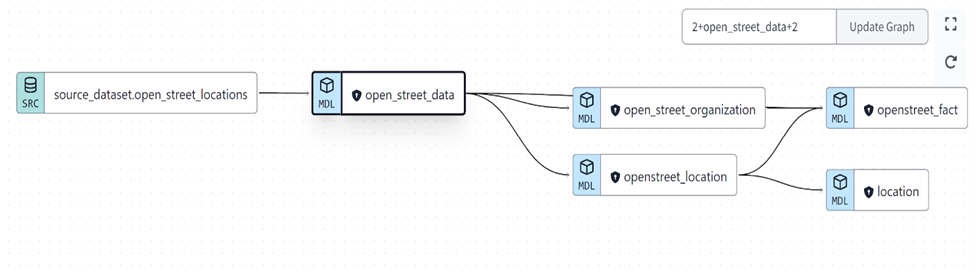 2+open_street_data+2
Update Graph
SRC
source_dataset.open_street_locations
MDL
open_street_data
MDL
open_street_organization
MDL
openstreet_fact
MDL
openstreet_location
MDL
location